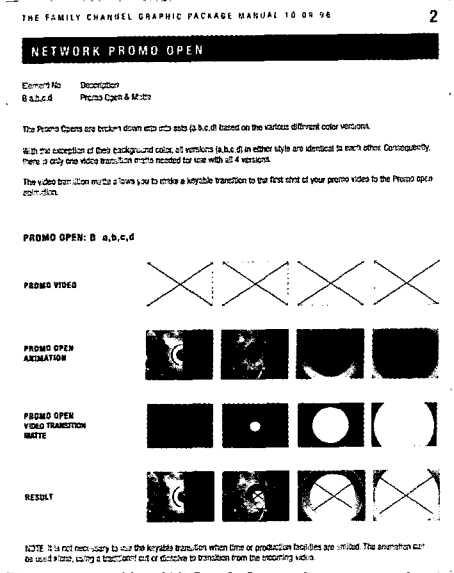 THE FAMILY CHANNEL GRAPHIC PACKAGE MANUAL 10 09 96
2
NETWORK PROMO OPEN
Element No Description
B a,b,c,d Promo Open & Matte
The Promo Opens are broken down into sets (a,b,c,d) based on the various different color versions.
With the exception of their background color, all versions (a,b,c,d) in either style are identical to each other. Consequently,
there is only one video transition matte needed for use with all 4 versions.
The video transition matte allows you to make a keyable transition to the first shot of your promo video to the Promo open
animation.
PROMO OPEN: B a,b,c,d
PROMO VIDEO
PROMO OPEN
ANIMATION
PROMO OPEN
VIDEO TRANSITION
MATTE
RESULT
NOTE: It is not necessary to use the keyable transition when time or production facilities are limited. The animation can
be used alone, using a traditional cut or dissolve to transition from the incoming video.